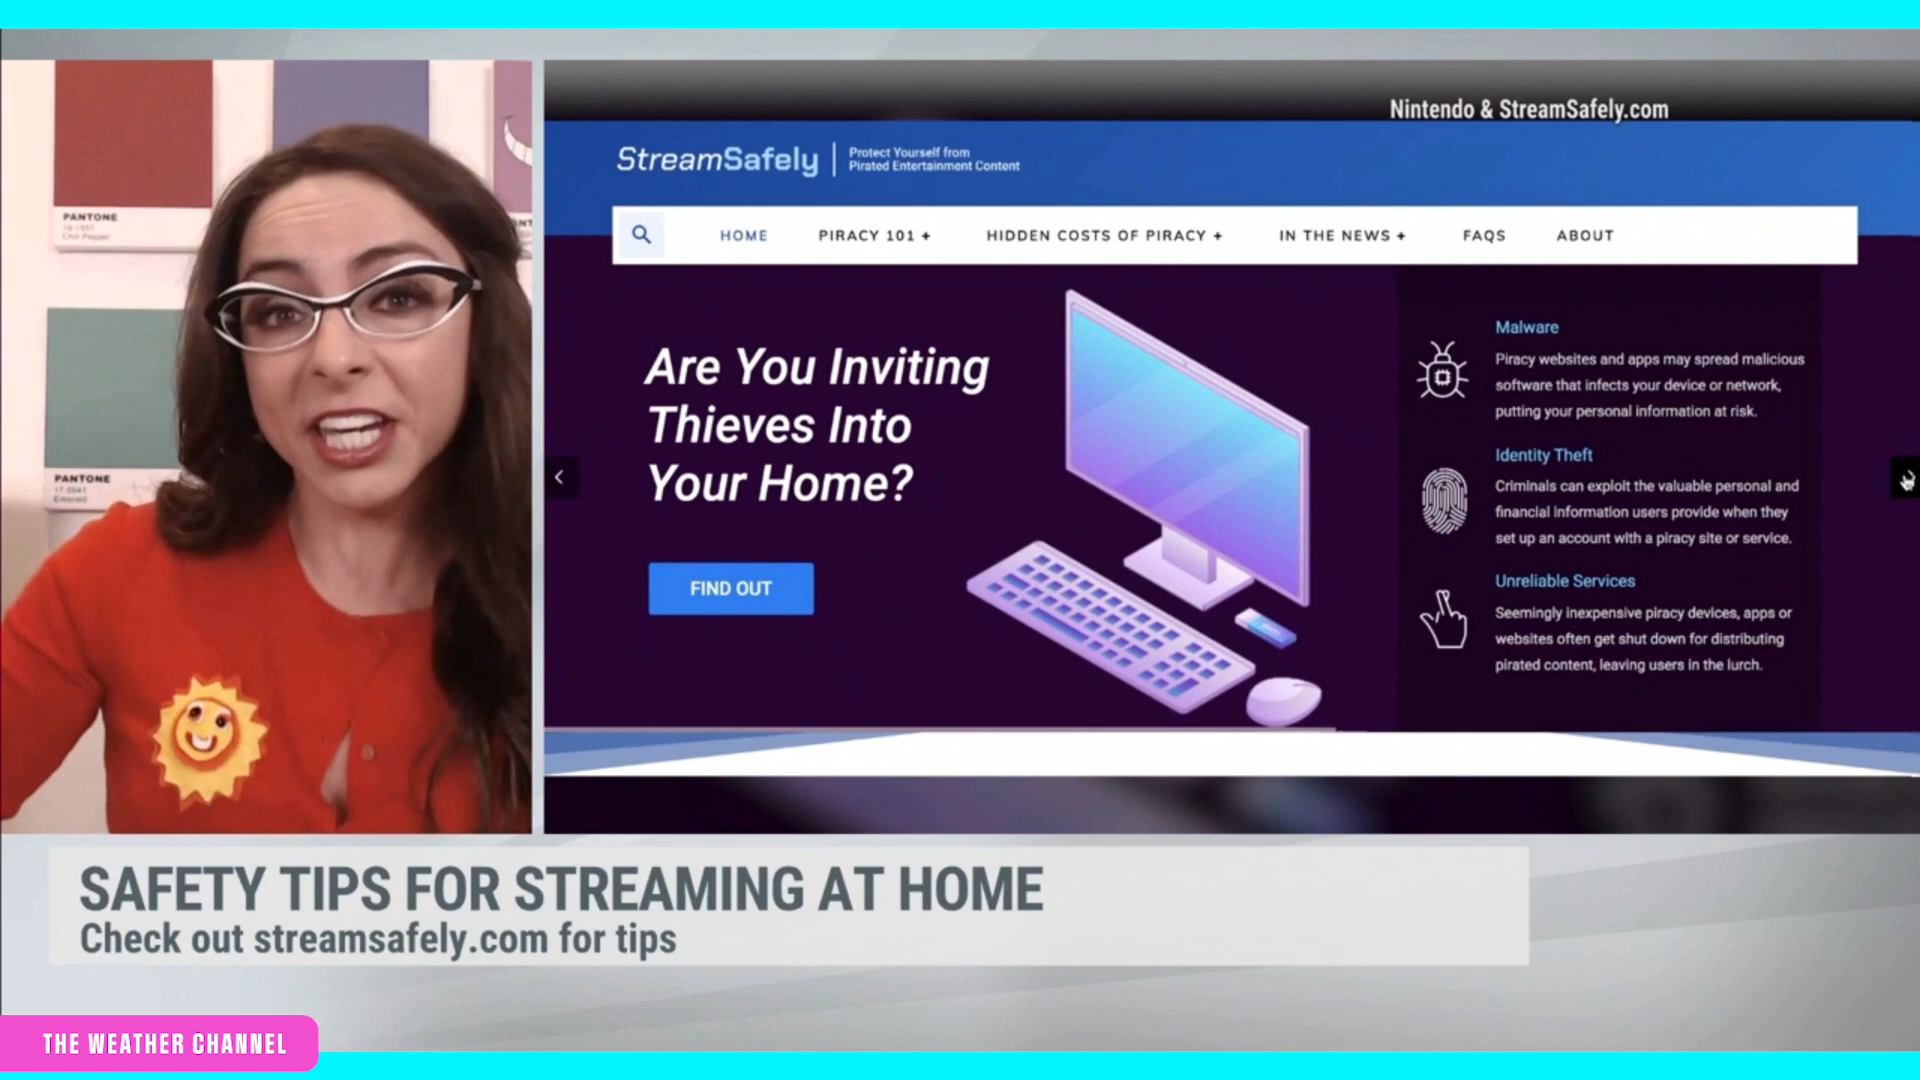 PANTONE
Chili Pepper
PANTONE
Emerald
Nintendo & StreamSafely.com
StreamSafely
Protect Yourself from
Pirated Entertainment Content
HOME PIRACY 101 + HIDDEN COSTS OF PIRACY + IN THE NEWS + FAQS ABOUT
Are You Inviting
Thieves Into
Your Home?
FIND OUT
Malware
Piracy websites and apps may spread malicious
software that infects your device or network,
putting your personal information at risk.
Identity Theft
Criminals can exploit the valuable personal and
financial information users provide when they
set up an account with a piracy site or service.
Unreliable Services
Seemingly inexpensive piracy devices, apps or
websites often get shut down for distributing
pirated content, leaving users in the lurch.
SAFETY TIPS FOR STREAMING AT HOME
Check out streamsafely.com for tips
THE WEATHER CHANNEL